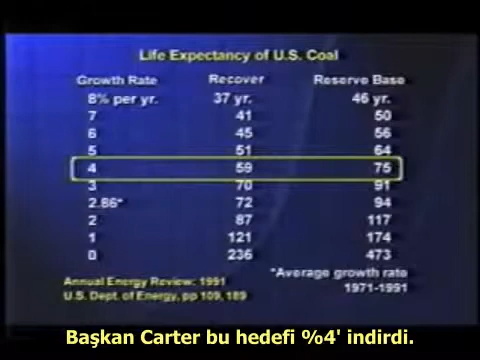 Life Expectancy of U.S. Coal
Growth Rate Recover Reserve Base
8% per yr. 37 yr. 46 yr.
7 41 50
6 45 56
5 51 64
4 59 75
3 70 91
2.86* 72 94
2 87 117
1 121 174
0 236 473
*Average growth rate
1971-1991
Annual Energy Review: 1991
U.S. Dept. of Energy, pp 109, 189
Başkan Carter bu hedefi %4' indirdi.